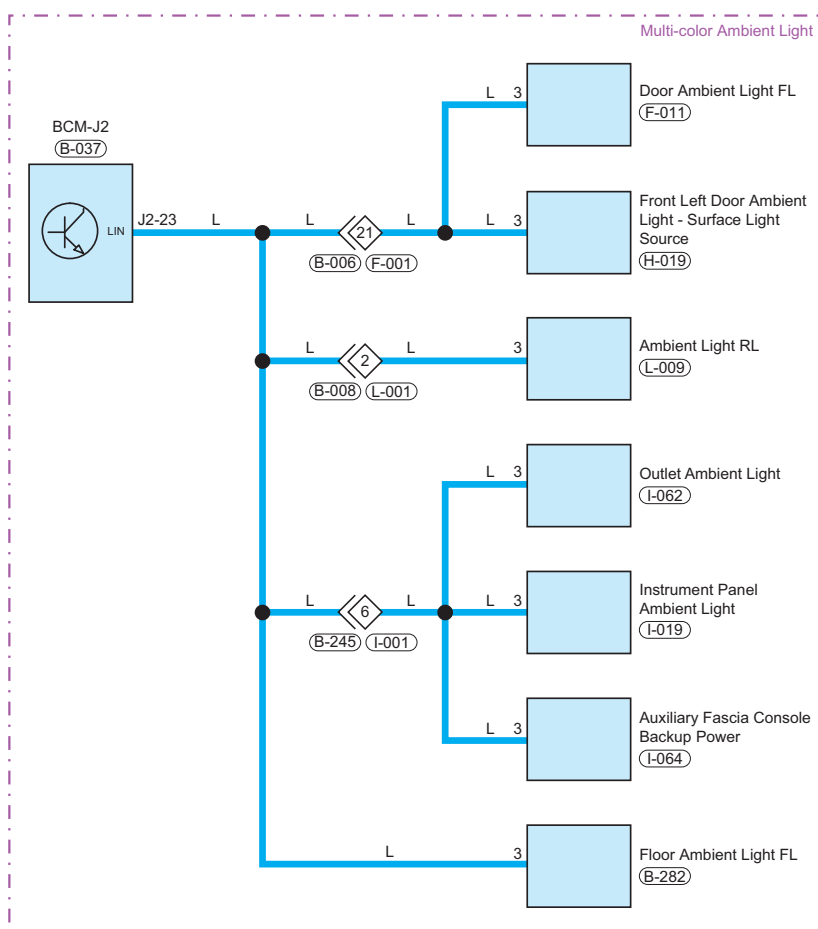 Multi-color Ambient Light
L 3
Door Ambient Light FL
F-011
BCM-J2
B-037
LIN
J2-23 L
L 21 L
L 3
Front Left Door Ambient
Light - Surface Light
Source
H-019
B-006 F-001
L 2 L
3
Ambient Light RL
L-009
B-008 L-001
L 3
Outlet Ambient Light
I-062
L 6 L
L 3
Instrument Panel
Ambient Light
I-019
B-245 I-001
L 3
Auxiliary Fascia Console
Backup Power
I-064
L 3
Floor Ambient Light FL
B-282